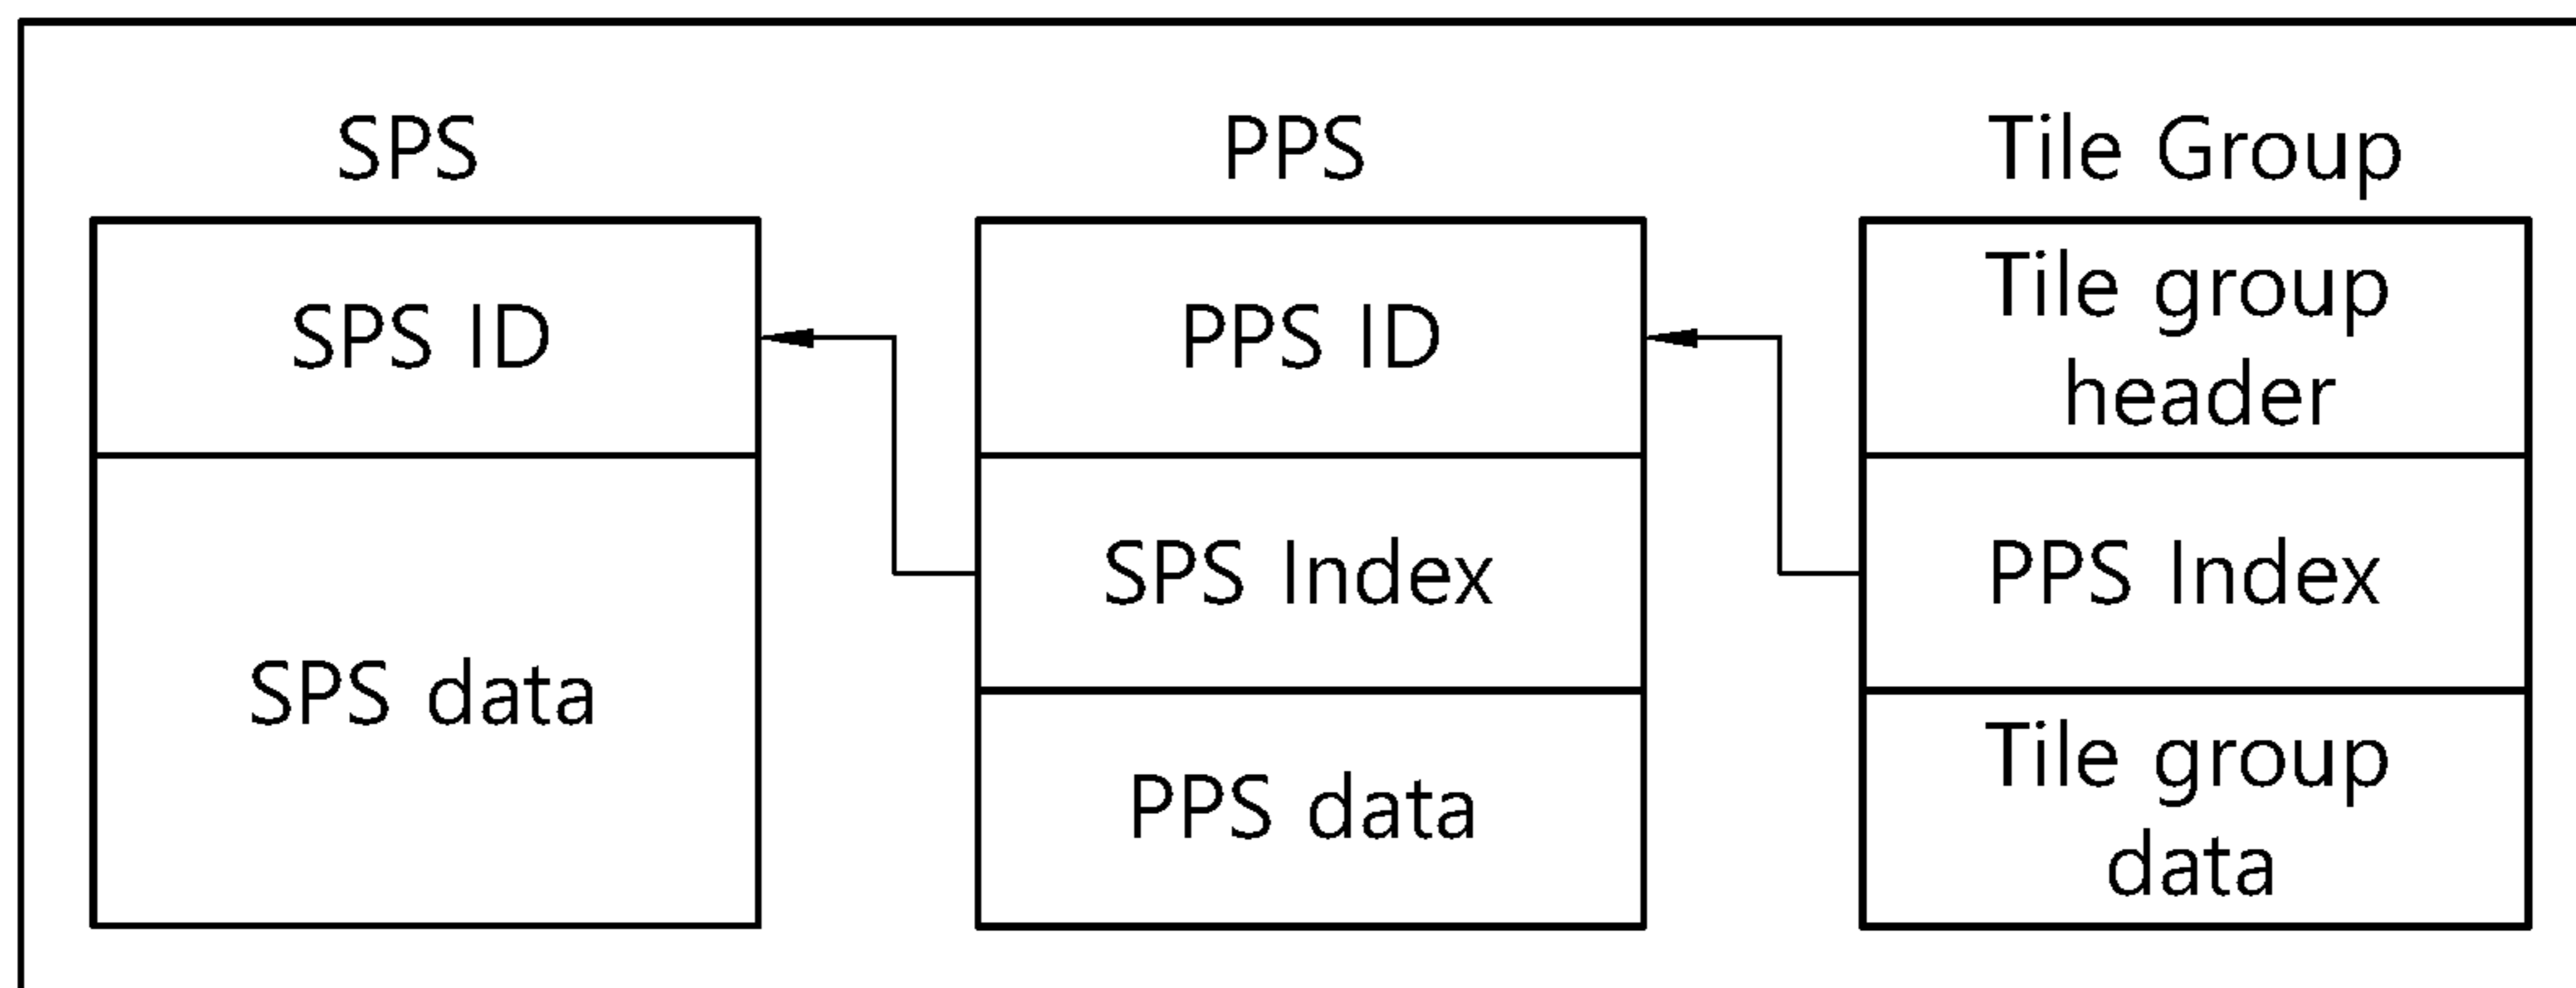 SPS
SPS ID
SPS data
PPS
PPS ID
SPS Index
PPS data
Tile Group
Tile group
header
PPS Index
Tile group
data